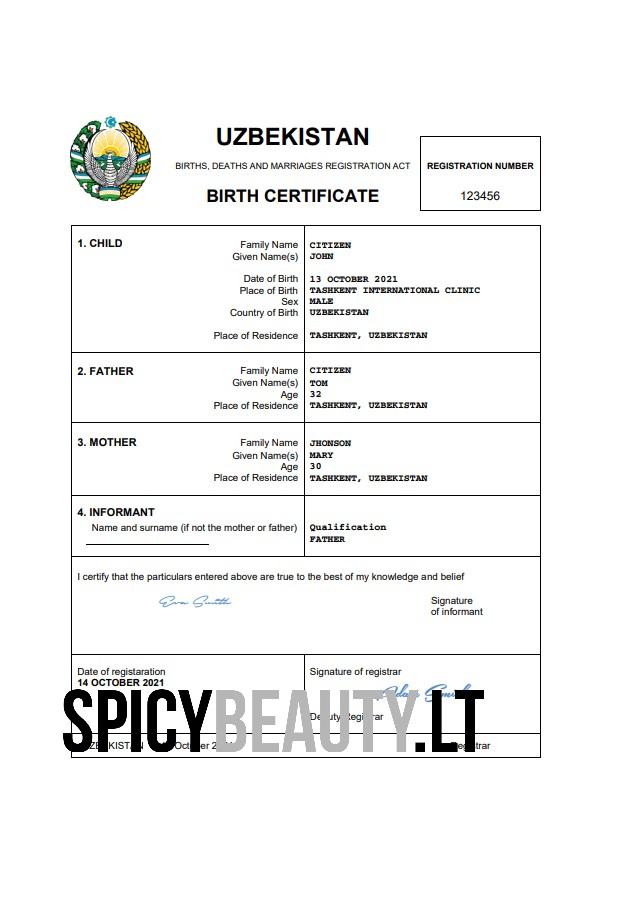 UZBEKISTAN
BIRTHS, DEATHS AND MARRIAGES REGISTRATION ACT
BIRTH CERTIFICATE
REGISTRATION NUMBER
123456
1. CHILD
Family Name CITIZEN
Given Name(s) JOHN
Date of Birth 13 OCTOBER 2021
Place of Birth TASHKENT INTERNATIONAL CLINIC
Sex MALE
Country of Birth UZBEKISTAN
Place of Residence TASHKENT, UZBEKISTAN
2. FATHER
Family Name CITIZEN
Given Name(s) TOM
Age 32
Place of Residence TASHKENT, UZBEKISTAN
3. MOTHER
Family Name JHONSON
Given Name(s) MARY
Age 30
Place of Residence TASHKENT, UZBEKISTAN
4. INFORMANT
Name and surname (if not the mother or father)
Qualification
FATHER
I certify that the particulars entered above are true to the best of my knowledge and belief
Eva Smith
Signature
of informant
Date of registaration
14 OCTOBER 2021
Signature of registrar
Adam Smith
Deputy Registrar
SPICYBEAUTY.LT
UZBEKISTAN October Registrar